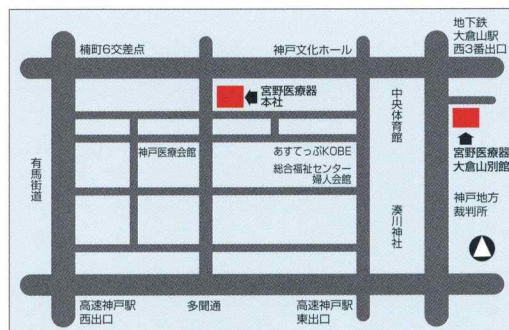 地下鉄
大倉山駅
西3番出口
楠町6交差点
神戸文化ホール
宮野医療器
本社
中央体育館
宮野医療器
大倉山別館
神戸医療会館
あすてっぷKOBE
総合福祉センター
婦人会館
有馬街道
湊川神社
神戸地方
裁判所
高速神戸駅
西出口
多聞通
高速神戸駅
東出口